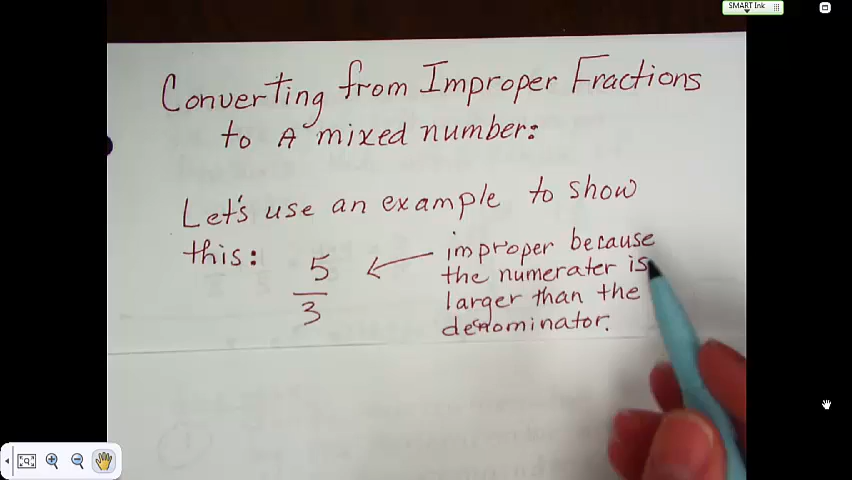 SMART Ink
Converting from Improper Fractions
to A mixed number:
Let's use an example to show
this:
5
3
improper because
the numerater is
larger than the
denominator.